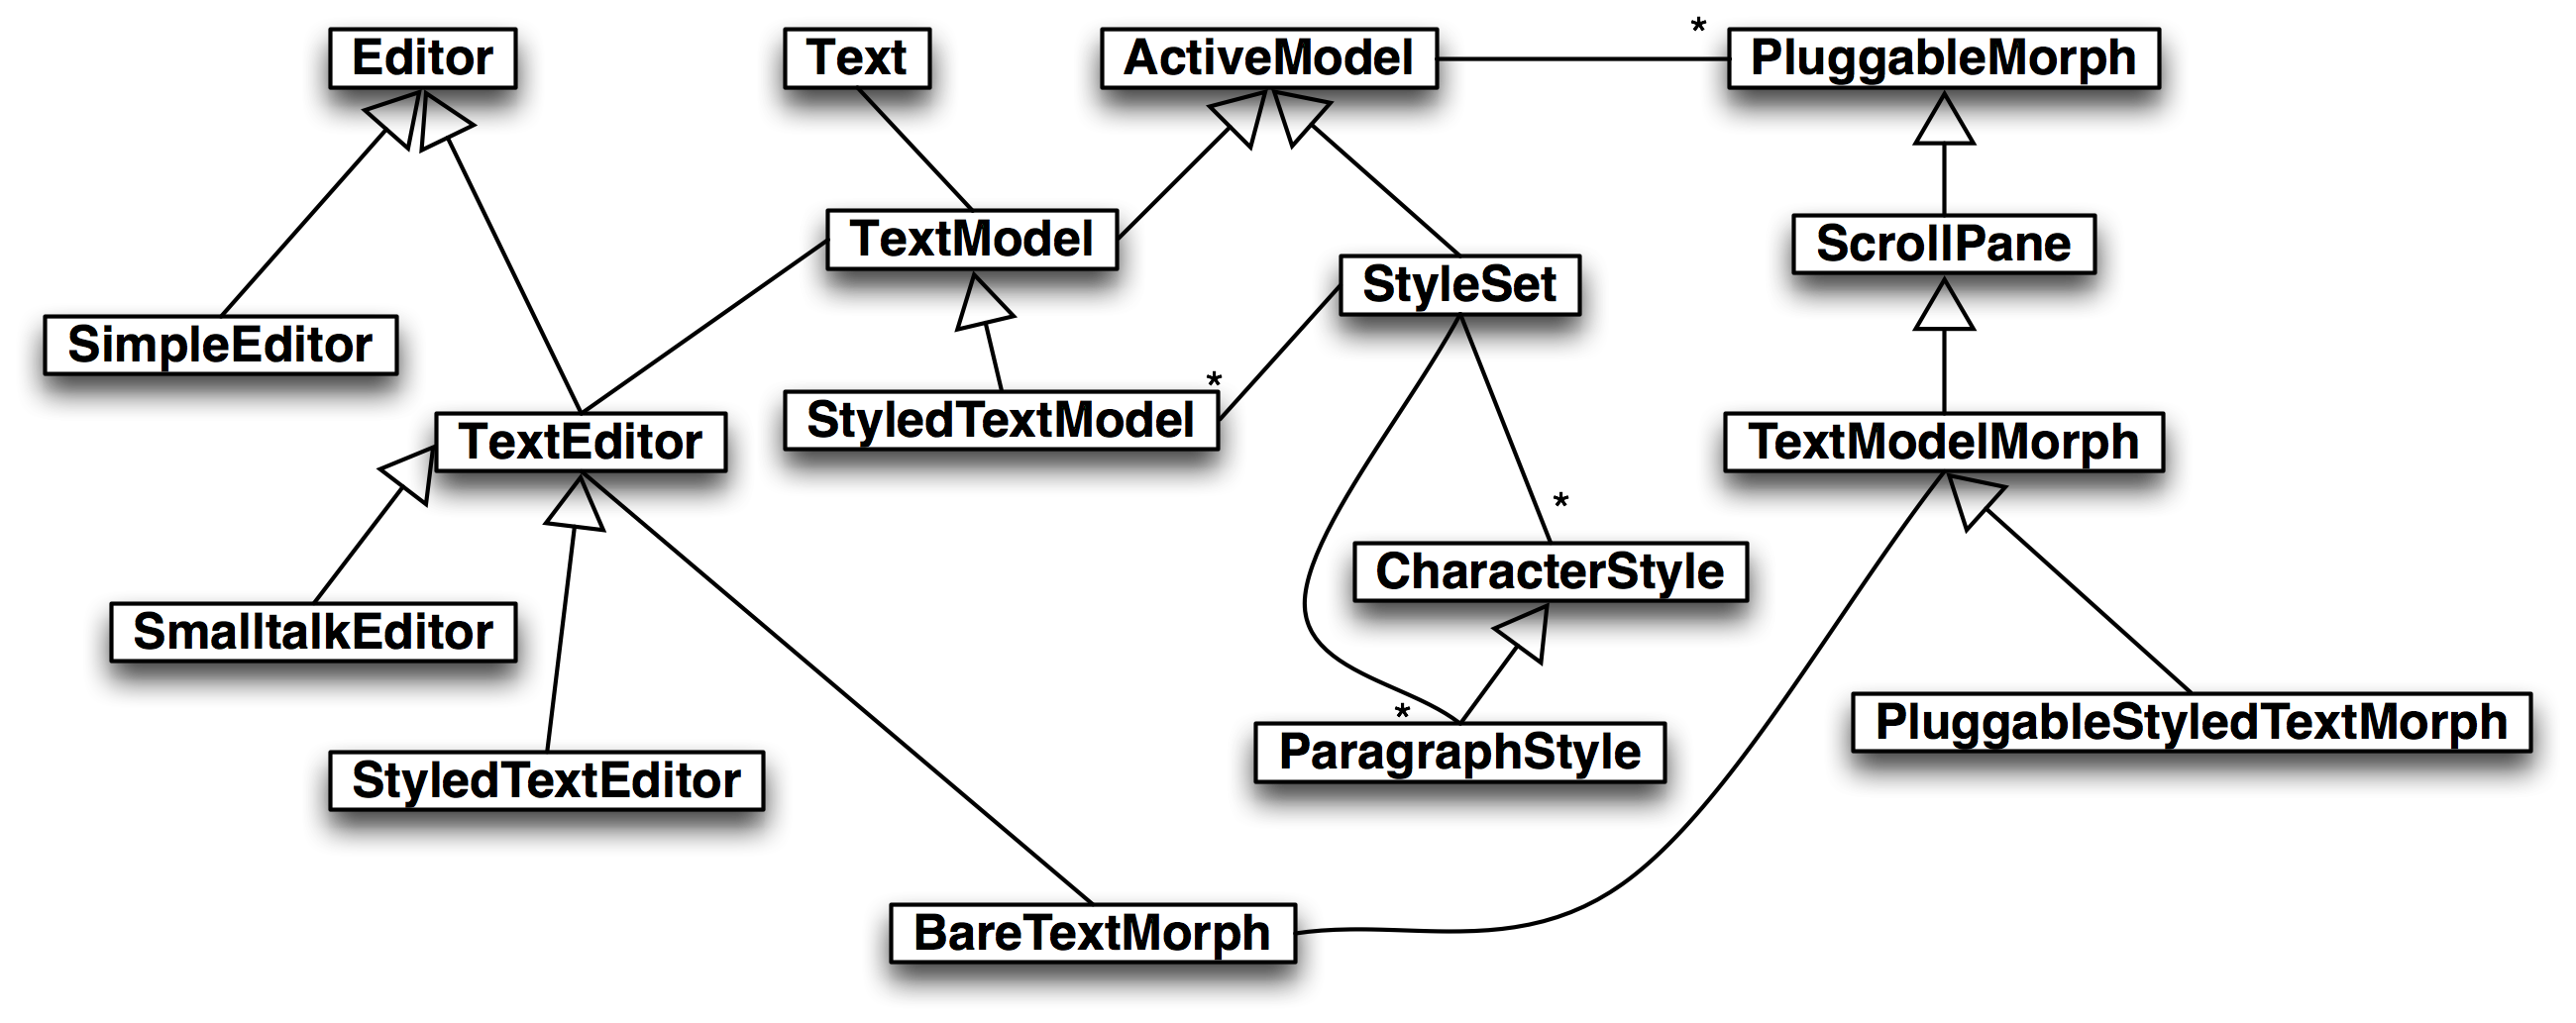 Editor
Text
ActiveModel
*
PluggableMorph
TextModel
ScrollPane
StyleSet
SimpleEditor
*
StyledTextModel
TextEditor
TextModelMorph
*
CharacterStyle
SmalltalkEditor
*
PluggableStyledTextMorph
ParagraphStyle
StyledTextEditor
BareTextMorph